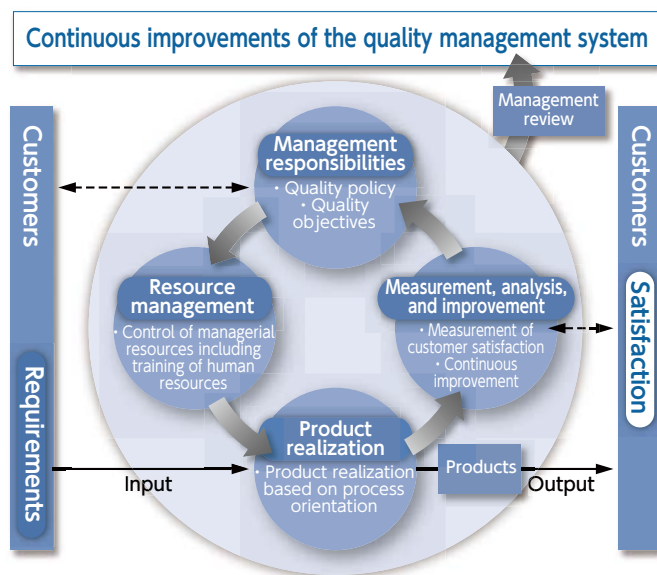 Continuous improvements of the quality management system
Management
review
Customers
Requirements
Management
responsibilities
· Quality policy
· Quality
objectives
Resource
management
· Control of managerial
resources including
training of human
resources
Measurement, analysis,
and improvement
· Measurement of
customer satisfaction
· Continuous
improvement
Product
realization
· Product realization
based on process
orientation
Input
Products
Output
Customers
Satisfaction